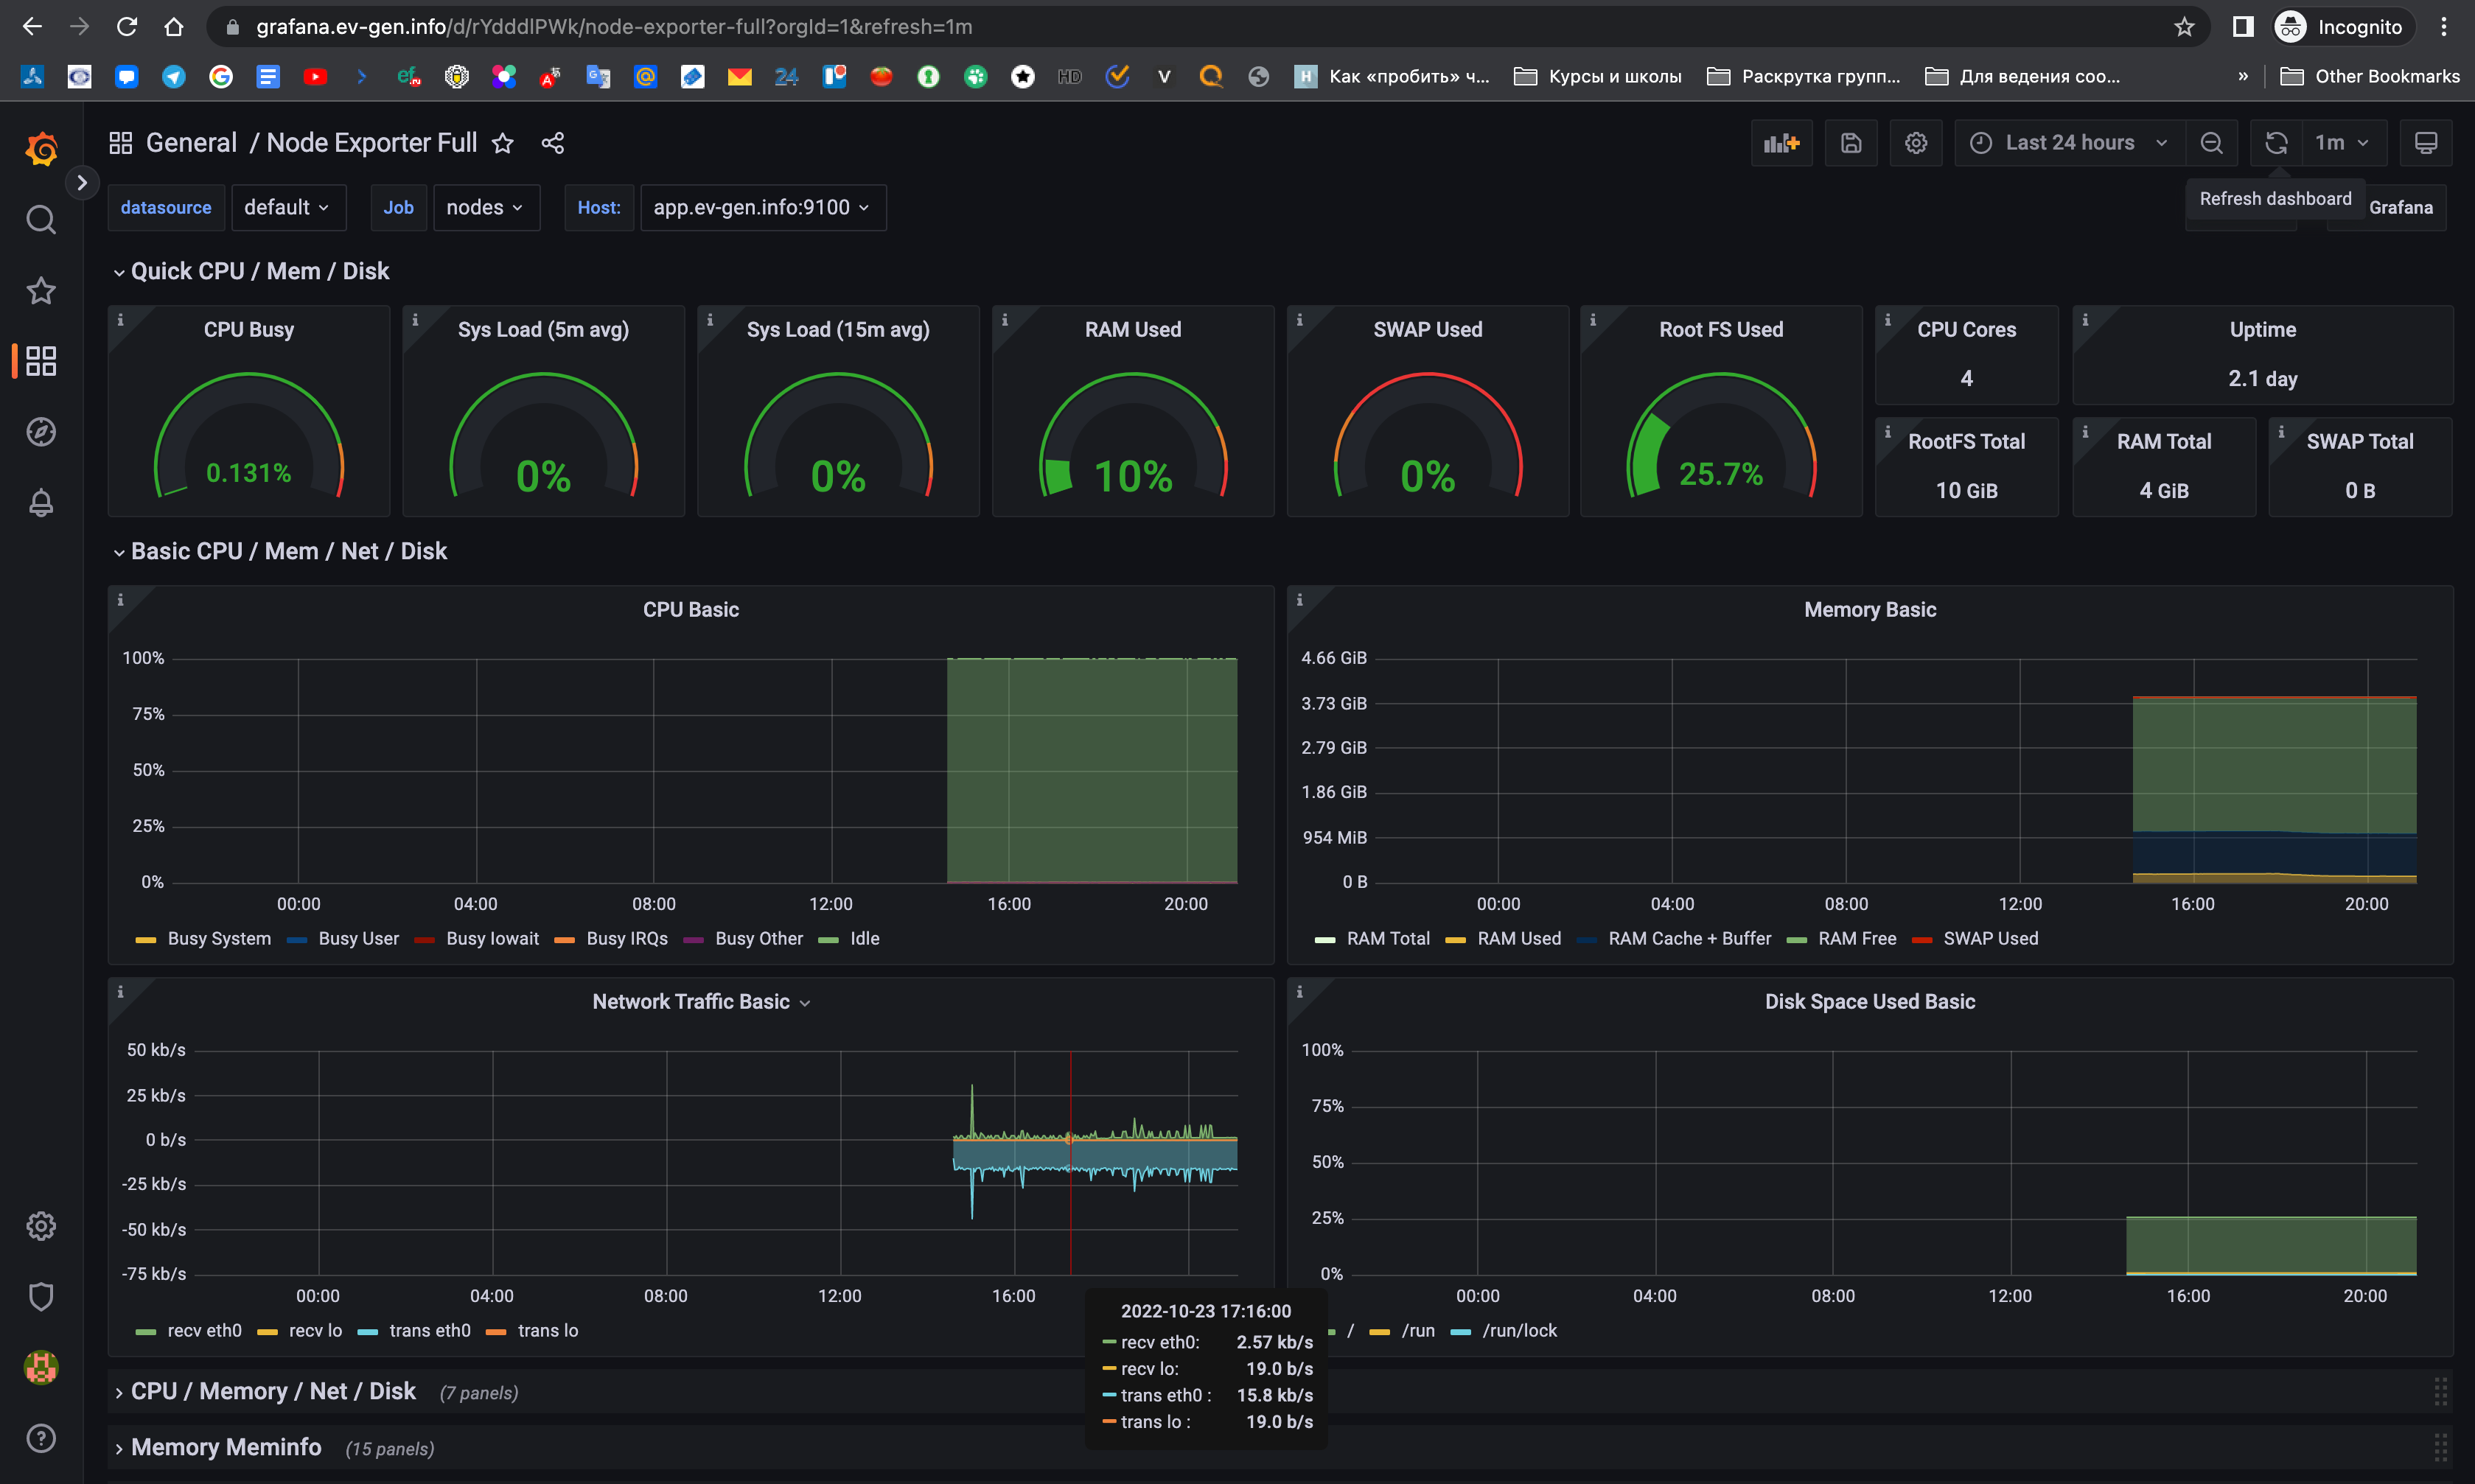 grafana.ev-gen.info/d/rYdddlPWk/node-exporter-full?orgId=1&refresh=1m
Incognito
Как «пробить» ч...
Курсы и школы
Раскрутка групп...
Для ведения соо...
»
Other Bookmarks
General / Node Exporter Full
Last 24 hours
1m
datasource default Job nodes Host: app.ev-gen.info:9100
Refresh dashboard
Grafana
Quick CPU / Mem / Disk
CPU Busy
0.131%
Sys Load (5m avg)
0%
Sys Load (15m avg)
0%
RAM Used
10%
SWAP Used
0%
Root FS Used
25.7%
CPU Cores
4
Uptime
2.1 day
RootFS Total
10 GiB
RAM Total
4 GiB
SWAP Total
0 B
Basic CPU / Mem / Net / Disk
CPU Basic
100%
75%
50%
25%
0%
00:00 04:00 08:00 12:00 16:00 20:00
Busy System Busy User Busy Iowait Busy IRQs Busy Other Idle
Memory Basic
4.66 GiB
3.73 GiB
2.79 GiB
1.86 GiB
954 MiB
0 B
00:00 04:00 08:00 12:00 16:00 20:00
RAM Total RAM Used RAM Cache + Buffer RAM Free SWAP Used
Network Traffic Basic
50 kb/s
25 kb/s
0 b/s
-25 kb/s
-50 kb/s
-75 kb/s
00:00 04:00 08:00 12:00 16:00
recv eth0 recv lo trans eth0 trans lo
Disk Space Used Basic
100%
75%
50%
25%
0%
00:00 04:00 08:00 12:00 16:00 20:00
/ /run /run/lock
2022-10-23 17:16:00
recv eth0: 2.57 kb/s
recv lo: 19.0 b/s
trans eth0 : 15.8 kb/s
trans lo : 19.0 b/s
CPU / Memory / Net / Disk (7 panels)
Memory Meminfo (15 panels)